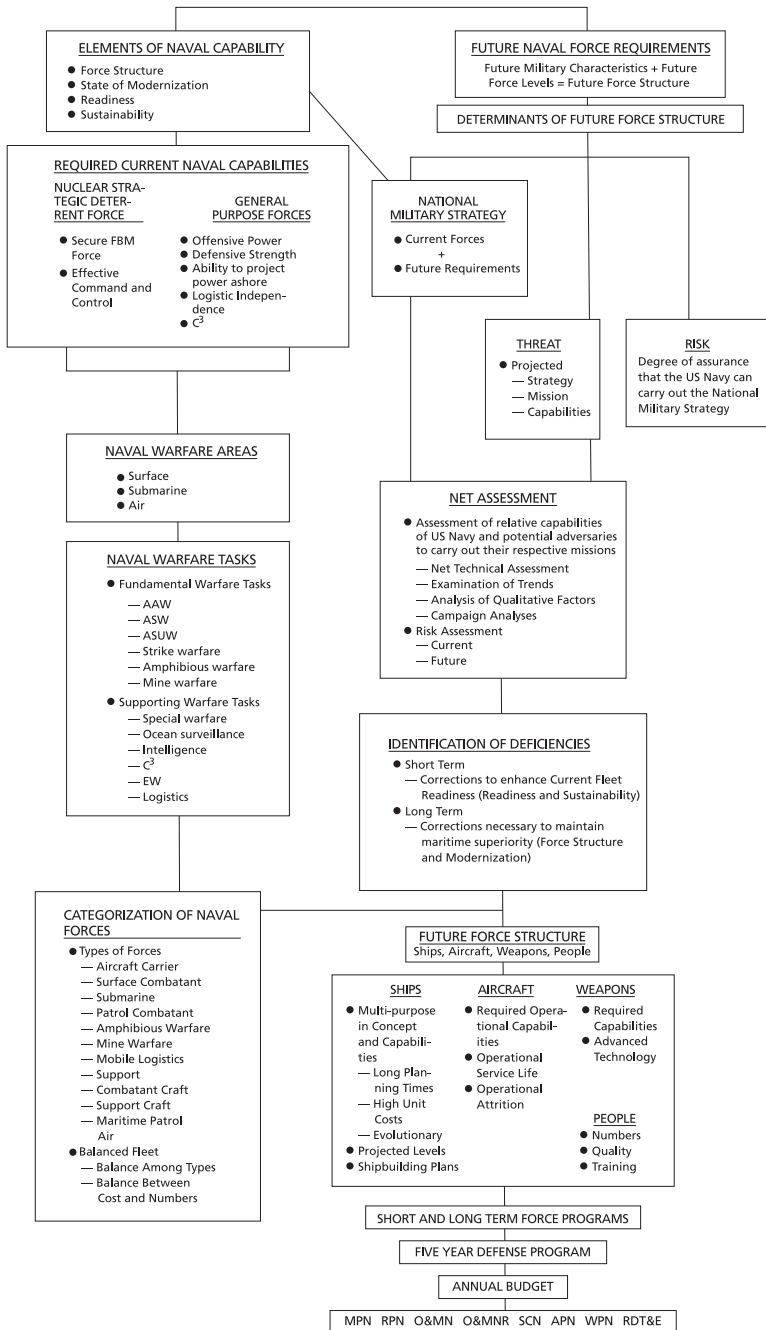 ELEMENTS OF NAVAL CAPABILITY
● Force Structure
● State of Modernization
● Readiness
● Sustainability
FUTURE NAVAL FORCE REQUIREMENTS
Future Military Characteristics + Future
Force Levels = Future Force Structure
DETERMINANTS OF FUTURE FORCE STRUCTURE
REQUIRED CURRENT NAVAL CAPABILITIES
NUCLEAR STRA-
TEGIC DETER-
RENT FORCE
● Secure FBM
Force
● Effective
Command and
Control
GENERAL
PURPOSE FORCES
● Offensive Power
● Defensive Strength
● Ability to project
power ashore
● Logistic Indepen-
dence
● C³
NATIONAL
MILITARY STRATEGY
● Current Forces
+
● Future Requirements
THREAT
● Projected
— Strategy
— Mission
— Capabilities
RISK
Degree of assurance
that the US Navy can
carry out the National
Military Strategy
NAVAL WARFARE AREAS
● Surface
● Submarine
● Air
NET ASSESSMENT
● Assessment of relative capabilities
of US Navy and potential adversaries
to carry out their respective missions
— Net Technical Assessment
— Examination of Trends
— Analysis of Qualitative Factors
— Campaign Analyses
● Risk Assessment
— Current
— Future
NAVAL WARFARE TASKS
● Fundamental Warfare Tasks
— AAW
— ASW
— ASUW
— Strike warfare
— Amphibious warfare
— Mine warfare
● Supporting Warfare Tasks
— Special warfare
— Ocean surveillance
— Intelligence
— C³
— EW
— Logistics
IDENTIFICATION OF DEFICIENCIES
● Short Term
— Corrections to enhance Current Fleet
Readiness (Readiness and Sustainability)
● Long Term
— Corrections necessary to maintain
maritime superiority (Force Structure
and Modernization)
CATEGORIZATION OF NAVAL
FORCES
● Types of Forces
— Aircraft Carrier
— Surface Combatant
— Submarine
— Patrol Combatant
— Amphibious Warfare
— Mine Warfare
— Mobile Logistics
— Support
— Combatant Craft
— Support Craft
— Maritime Patrol
Air
● Balanced Fleet
— Balance Among Types
— Balance Between
Cost and Numbers
FUTURE FORCE STRUCTURE
Ships, Aircraft, Weapons, People
SHIPS
● Multi-purpose
in Concept
and Capabili-
ties
— Long Plan-
ning Times
— High Unit
Costs
— Evolutionary
● Projected Levels
● Shipbuilding Plans
AIRCRAFT
● Required Oper-
ational Capabil-
ities
● Operational
Service Life
● Operational
Attrition
WEAPONS
● Required
Capabilities
● Advanced
Technology
PEOPLE
● Numbers
● Quality
● Training
SHORT AND LONG TERM FORCE PROGRAMS
FIVE YEAR DEFENSE PROGRAM
ANNUAL BUDGET
MPN RPN O&MN O&MNR SCN APN WPN RDT&E